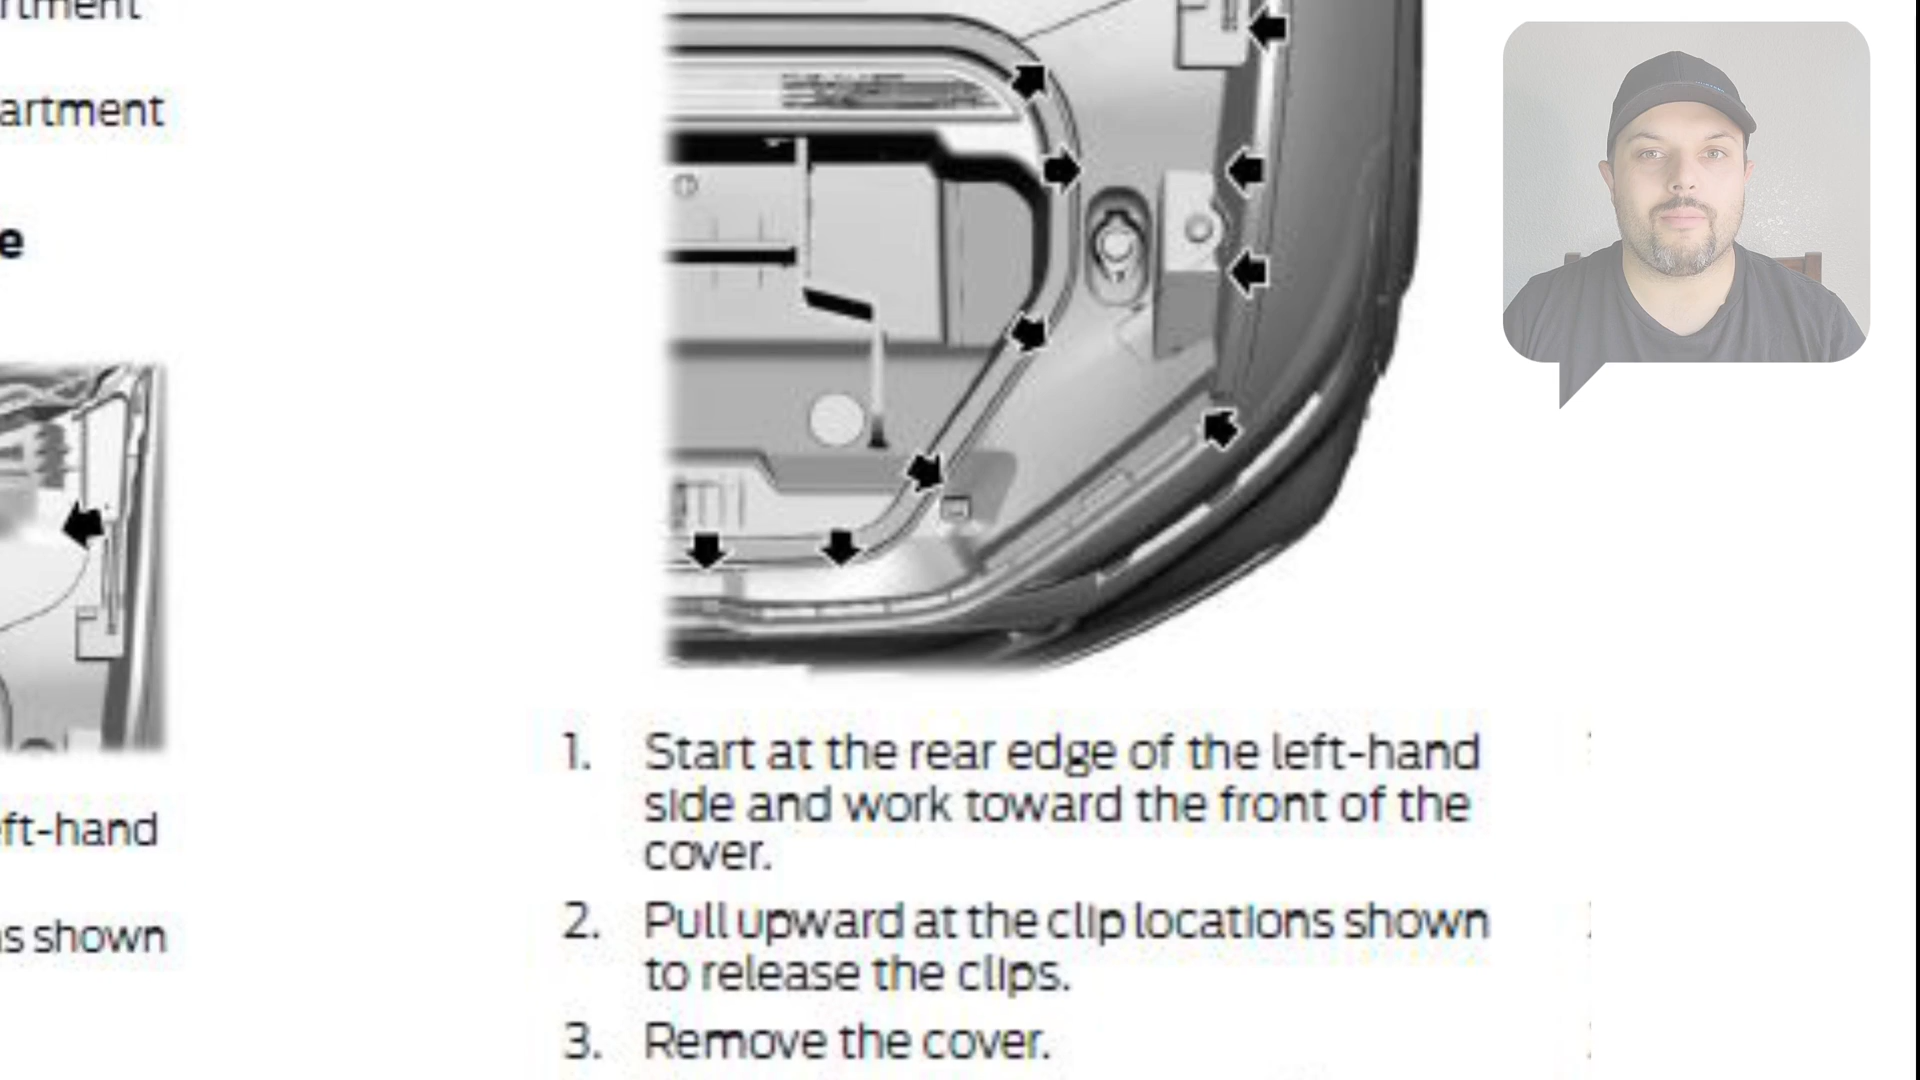 artment
e
eft-hand
s shown
1. Start at the rear edge of the left-hand
side and work toward the front of the
cover.
2. Pull upward at the clip locations shown
to release the clips.
3. Remove the cover.